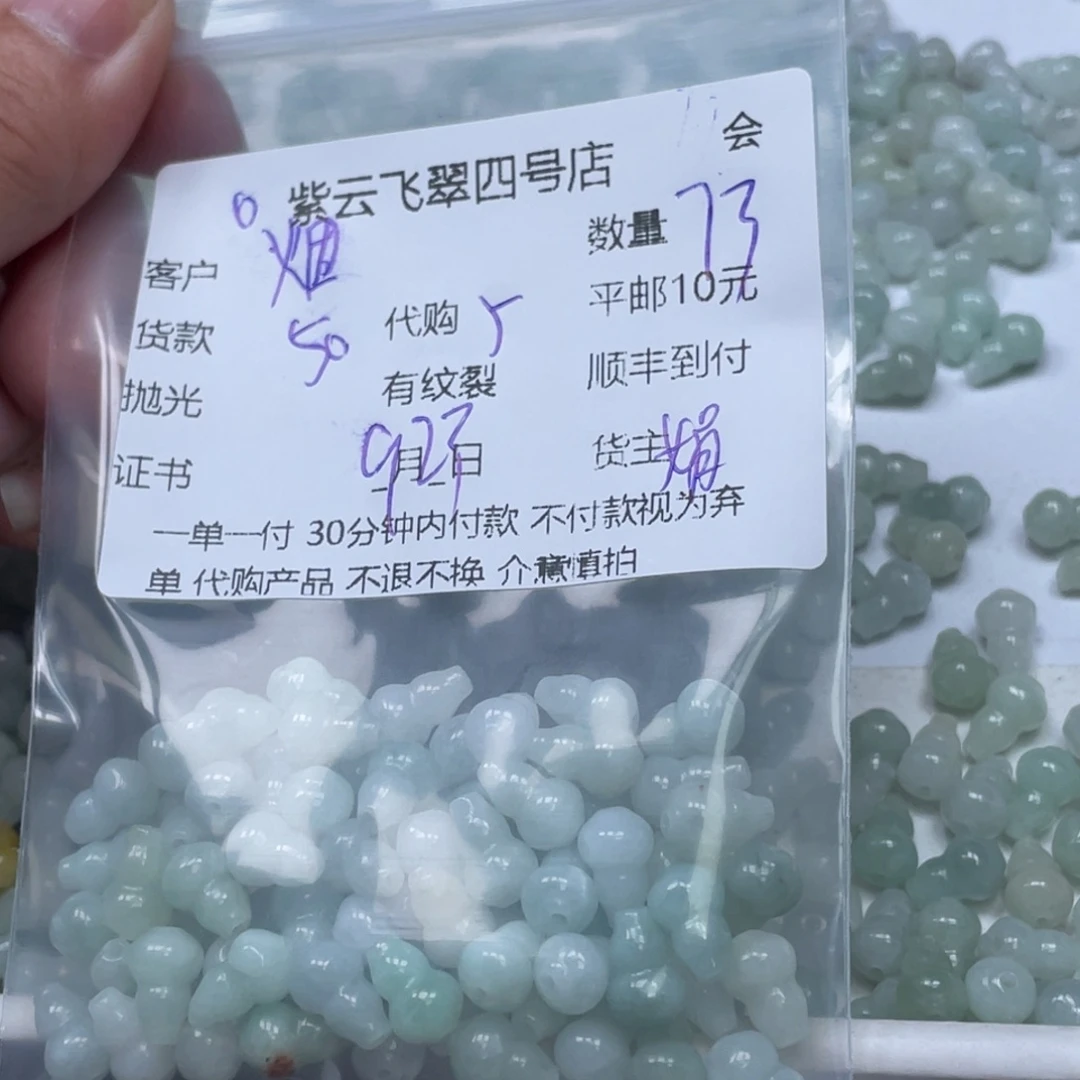 会
紫云飞翠四号店
客户 数量 73
货款 50 代购 5 平邮10元
抛光 有纹裂 顺丰到付
证书 9月23日 货主 娟
一单一付 30分钟内付款 不付款视为弃
单 代购产品 不退不换 介意慎拍